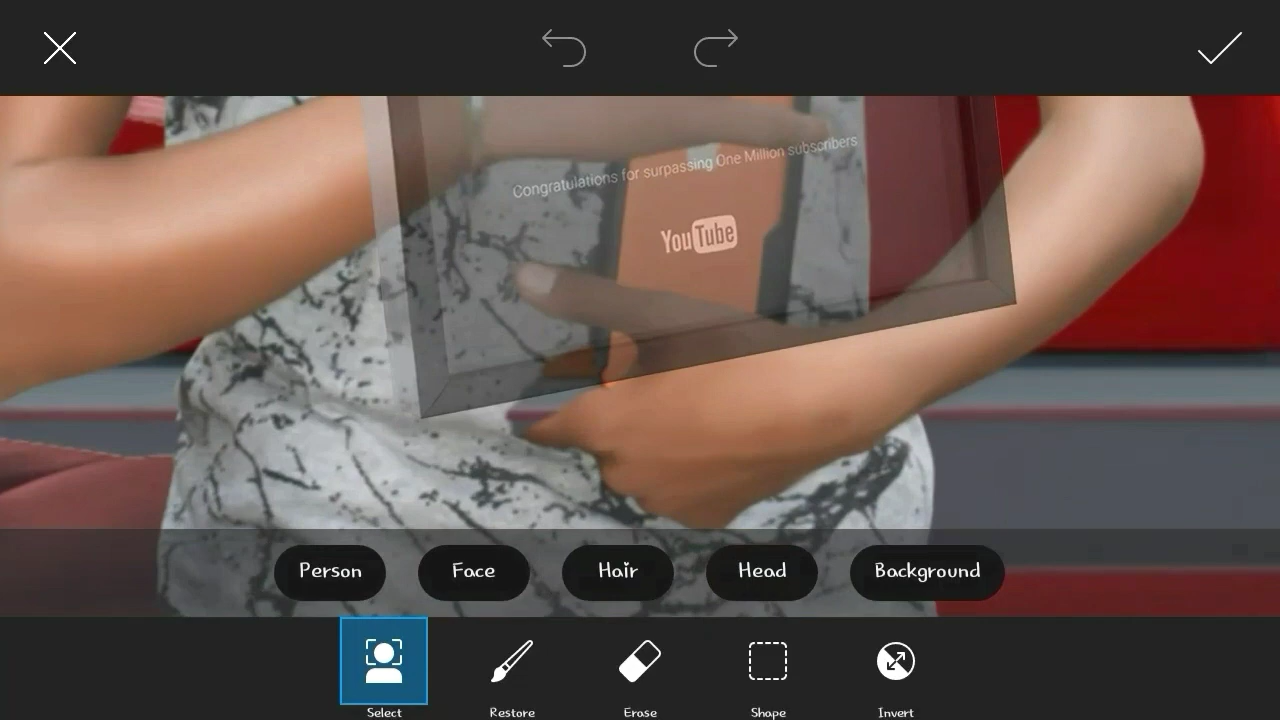 Congratulations for surpassing One Million subscribers
YouTube
Person
Face
Hair
Head
Background
Select
Restore
Erase
Shape
Invert